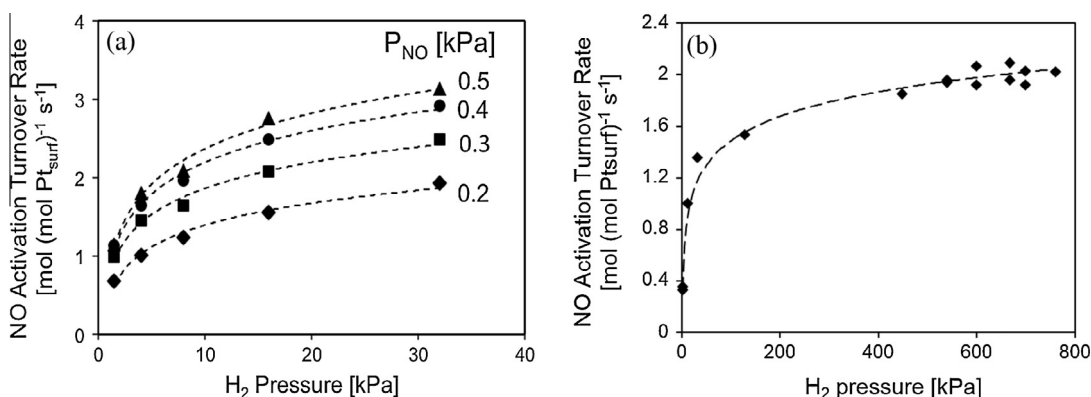 (a)
P_NO [kPa]
0.5
0.4
0.3
0.2
4
3
2
1
0
0 10 20 30 40
H₂ Pressure [kPa]
NO Activation Turnover Rate
[mol (mol Pt_surf)⁻¹ s⁻¹]
(b)
2.4
2
1.6
1.2
0.8
0.4
0
0 200 400 600 800
H₂ pressure [kPa]
NO Activation Turnover Rate
[mol (mol Ptsurf)⁻¹ s⁻¹]